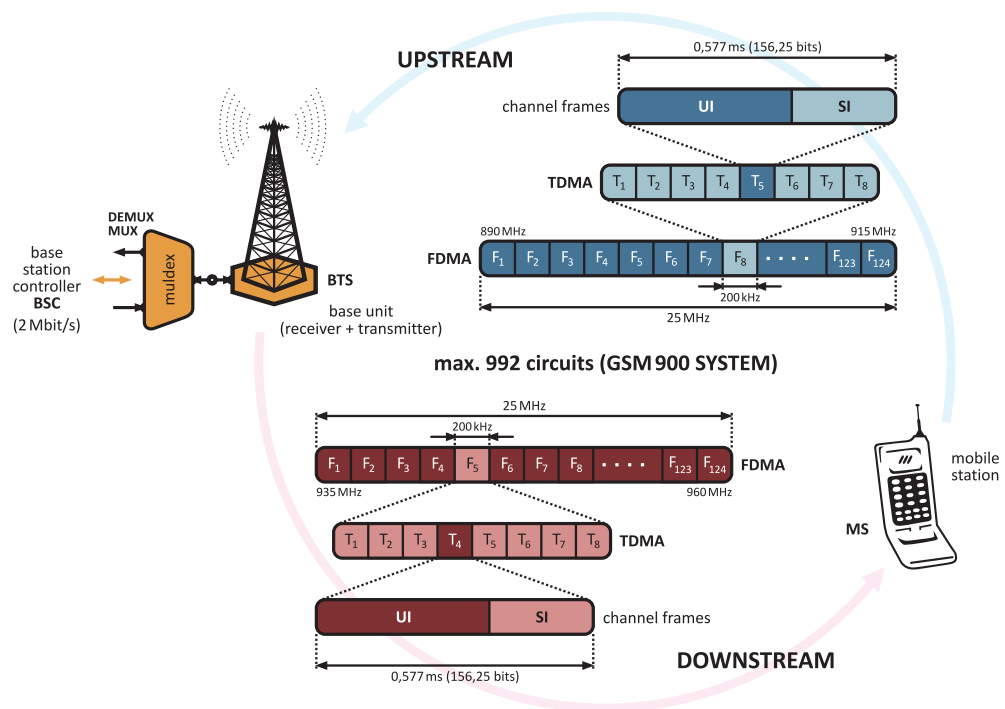 UPSTREAM
0,577 ms (156,25 bits)
channel frames
UI
SI
TDMA
T1 T2 T3 T4 T5 T6 T7 T8
890 MHz
915 MHz
FDMA
F1 F2 F3 F4 F5 F6 F7 F8 . . . . F123 F124
200 kHz
25 MHz
DEMUX
MUX
base
station
controller
BSC
(2 Mbit/s)
muldex
BTS
base unit
(receiver + transmitter)
max. 992 circuits (GSM 900 SYSTEM)
25 MHz
200 kHz
F1 F2 F3 F4 F5 F6 F7 F8 . . . . F123 F124
FDMA
935 MHz
960 MHz
T1 T2 T3 T4 T5 T6 T7 T8
TDMA
UI
SI
channel frames
0,577 ms (156,25 bits)
DOWNSTREAM
mobile
station
MS